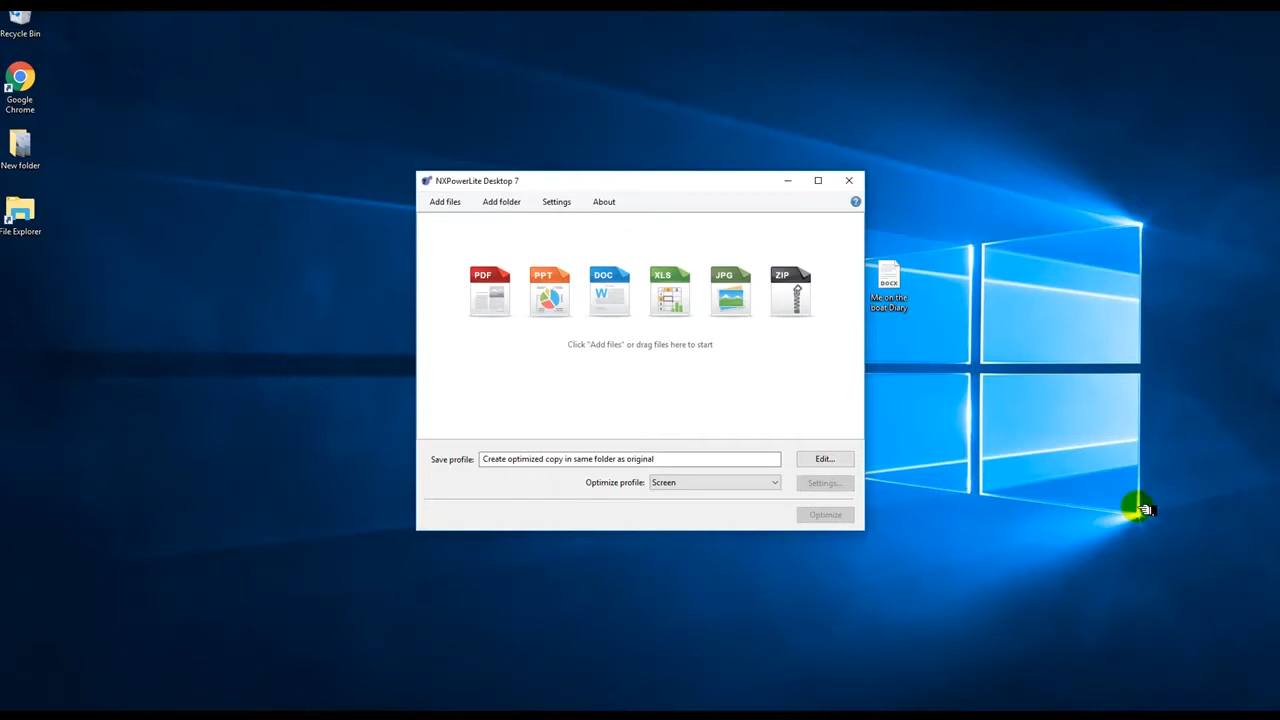 Recycle Bin
Google
Chrome
New folder
File Explorer
NXPowerLite Desktop 7
Add files Add folder Settings About ?
PDF PPT DOC XLS JPG ZIP
W
Click "Add files" or drag files here to start
Save profile: Create optimized copy in same folder as original Edit...
Optimize profile: Screen Settings...
Optimize
DOCX
Me on the
boat Diary